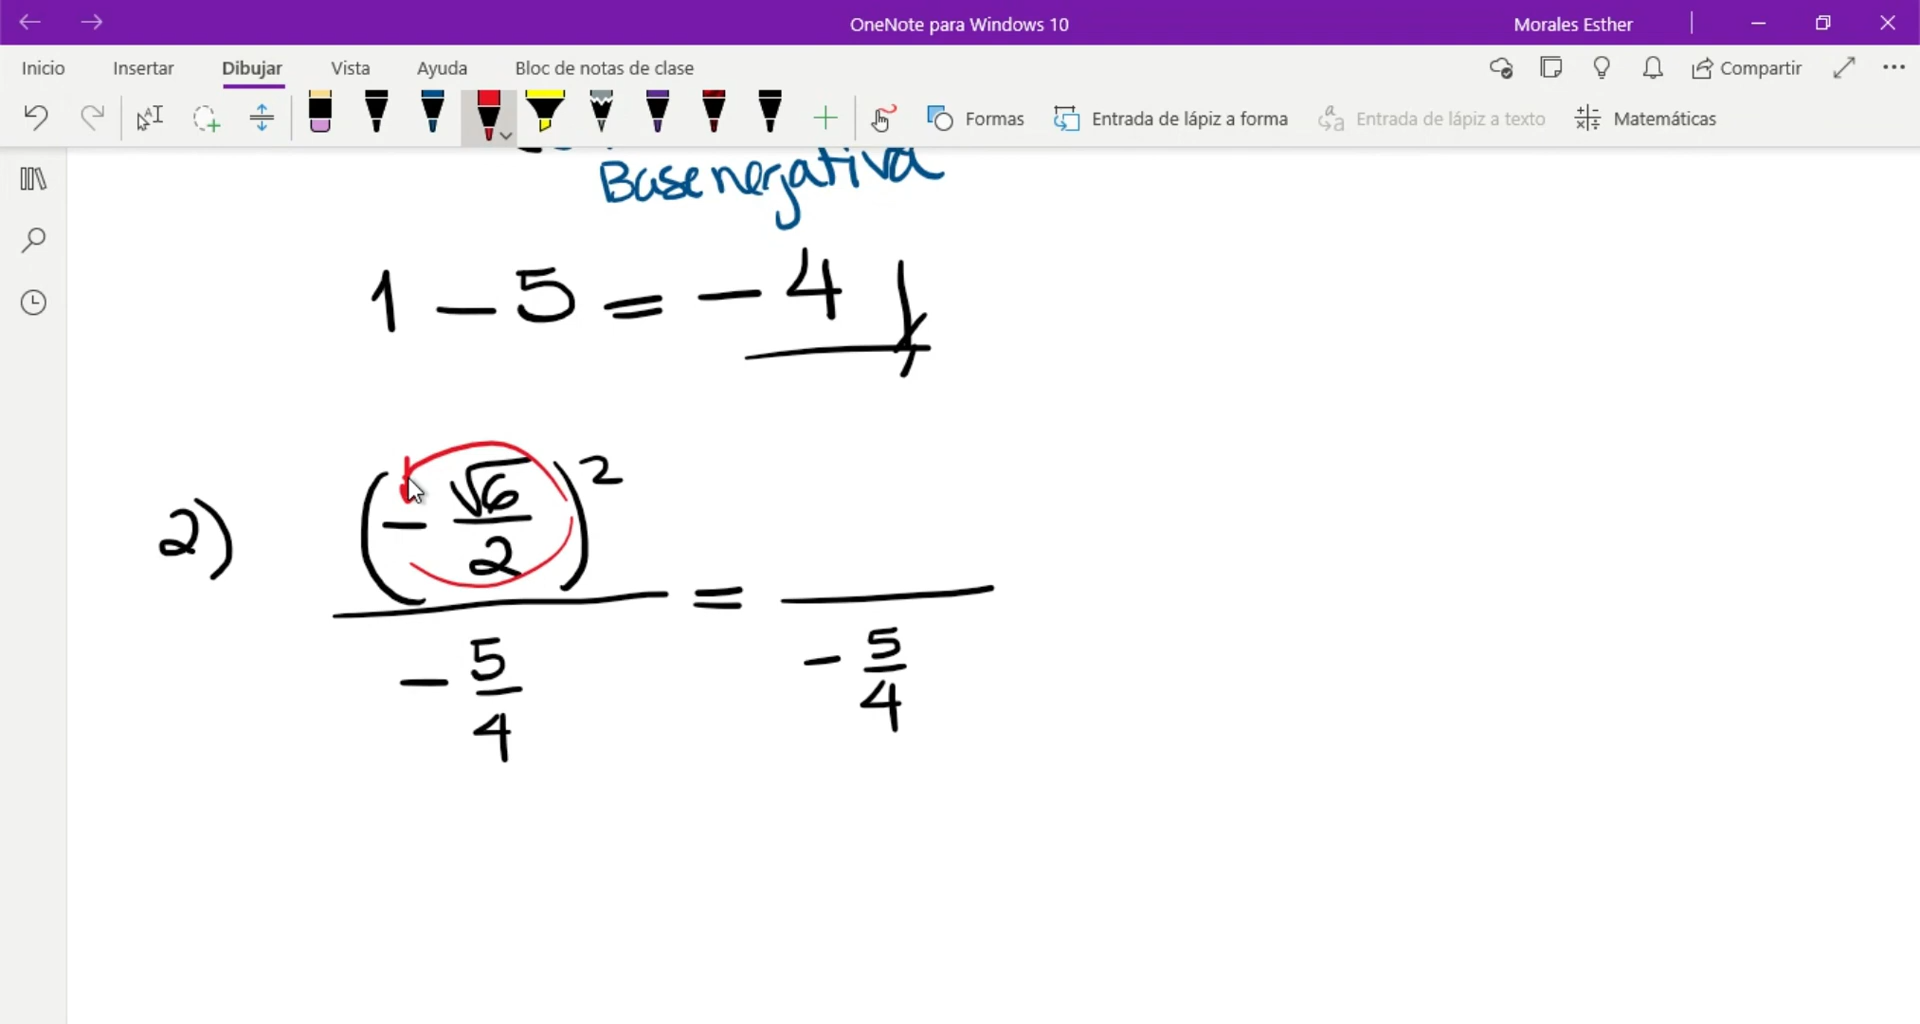 OneNote para Windows 10
Morales Esther
Inicio Insertar Dibujar Vista Ayuda Bloc de notas de clase
Compartir
Formas Entrada de lápiz a forma Entrada de lápiz a texto Matemáticas
Base negativa
1 - 5 = - 4
2) (- √6/2)² / (- 5/4) = / (- 5/4)